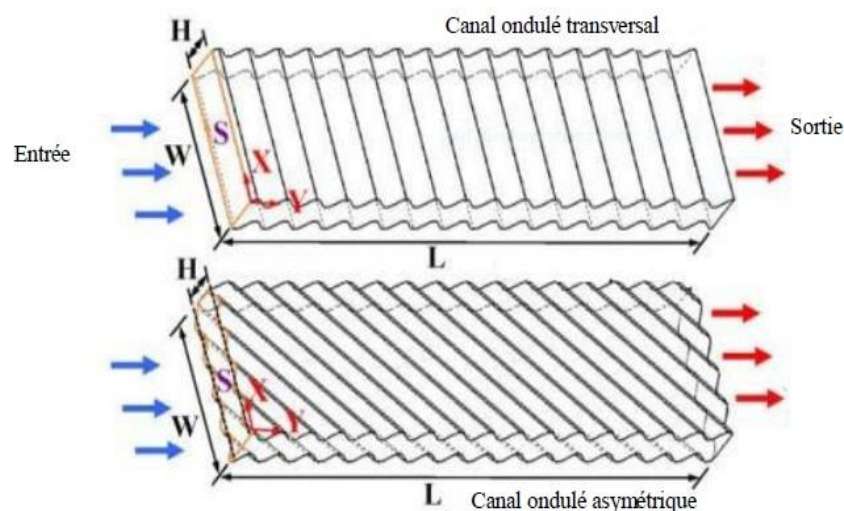 Canal ondulé transversal
H
Entrée
Sortie
W
S
X
Y
L
H
W
S
X
Y
L
Canal ondulé asymétrique